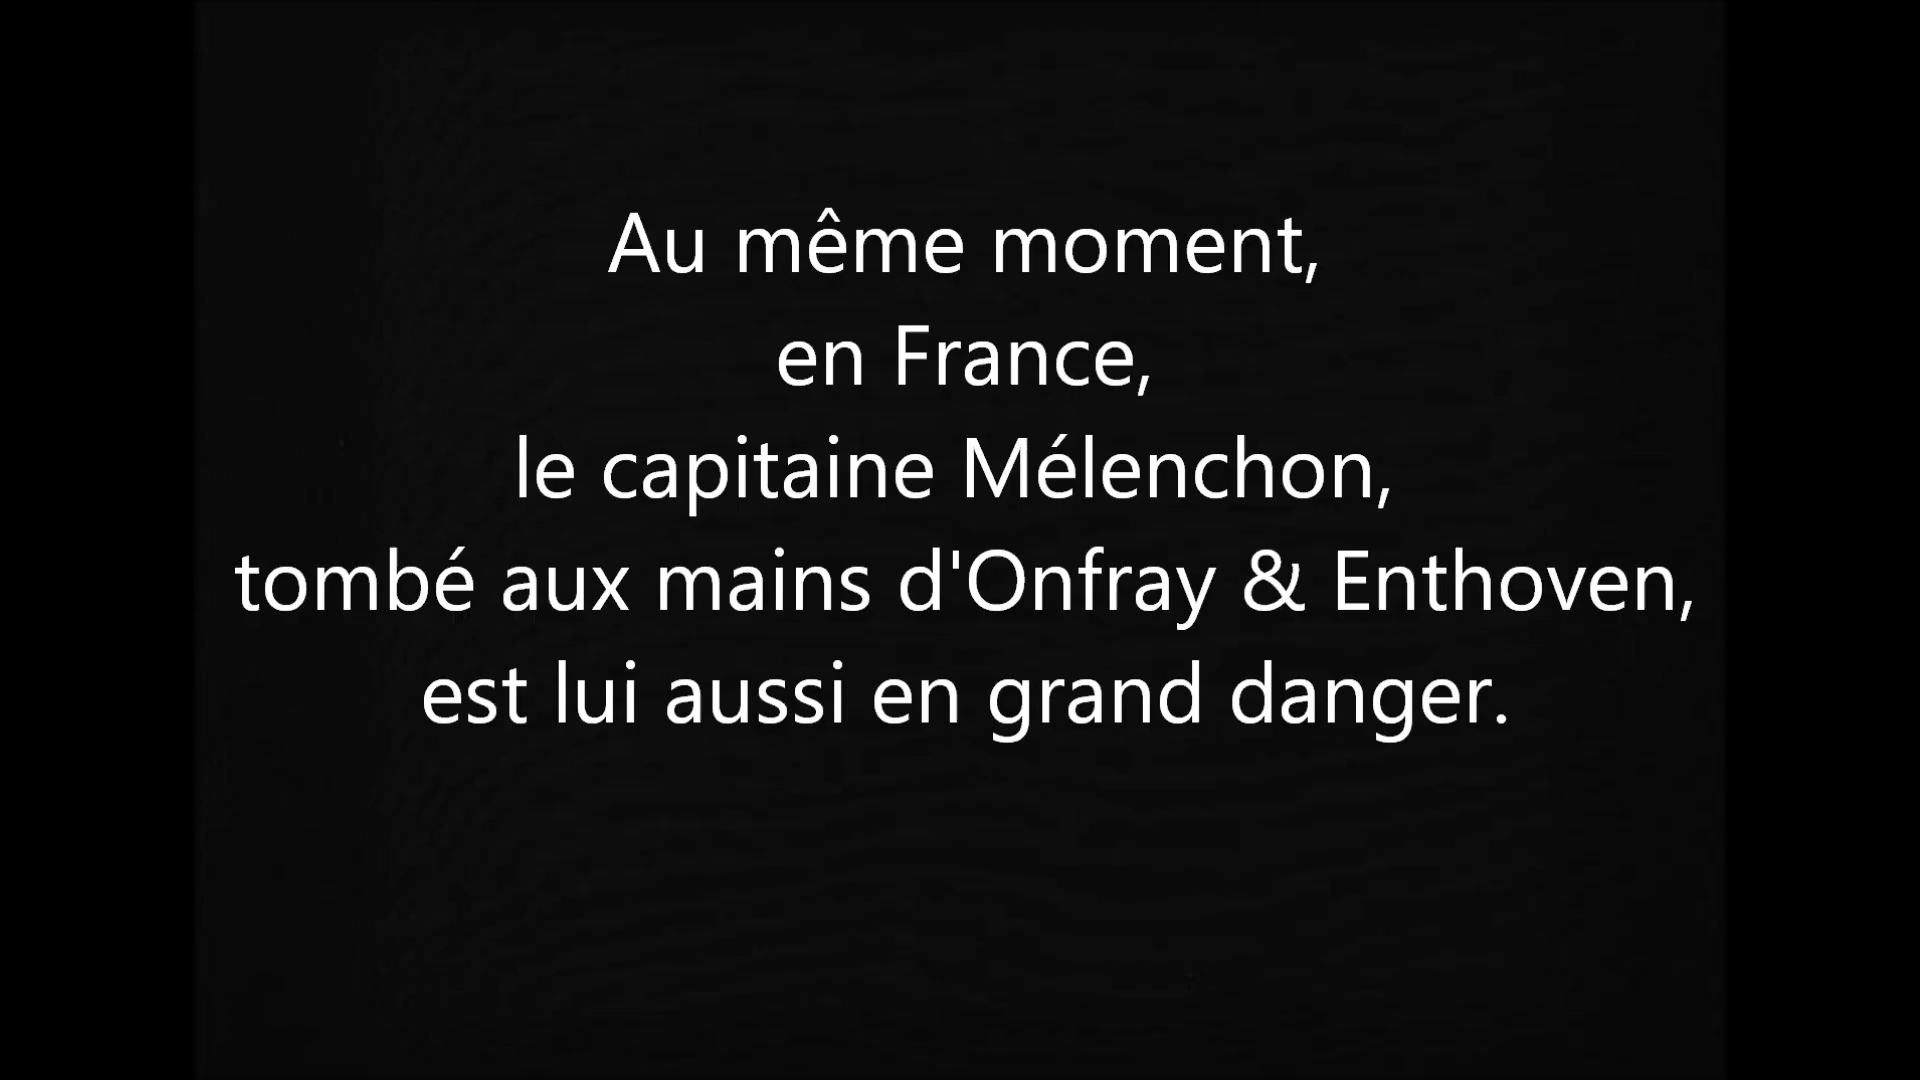 Au même moment,
en France,
le capitaine Mélenchon,
tombé aux mains d'Onfray & Enthoven,
est lui aussi en grand danger.